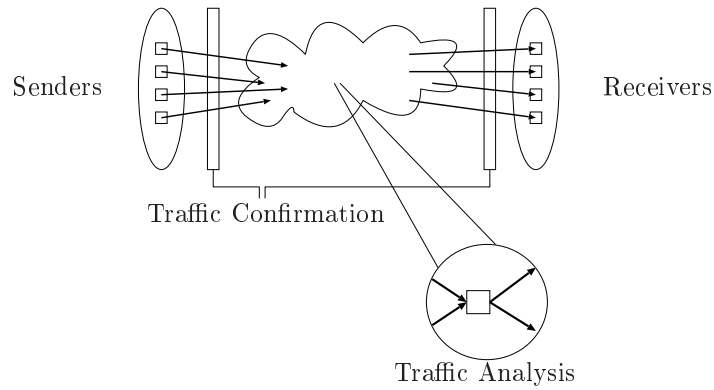 Senders
Receivers
Traffic Confirmation
Traffic Analysis